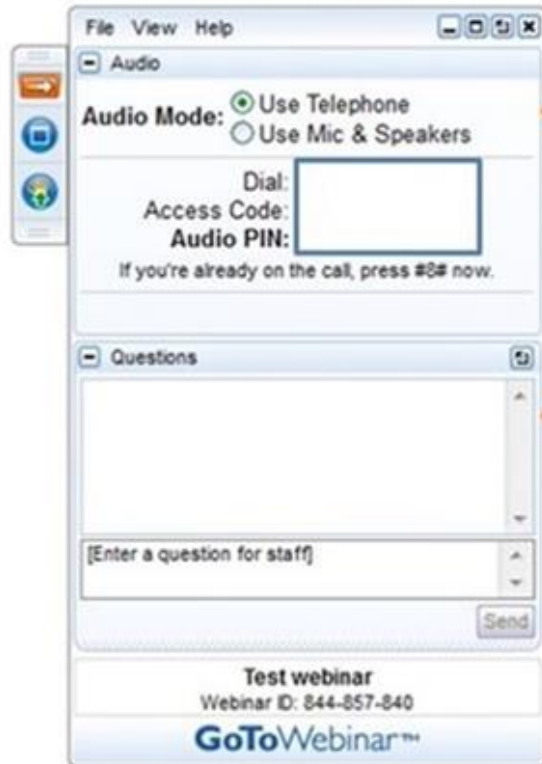 File View Help
Audio
Audio Mode: Use Telephone
Use Mic & Speakers
Dial:
Access Code:
Audio PIN:
If you're already on the call, press #8# now.
Questions
[Enter a question for staff]
Send
Test webinar
Webinar ID: 844-857-840
GoToWebinar™